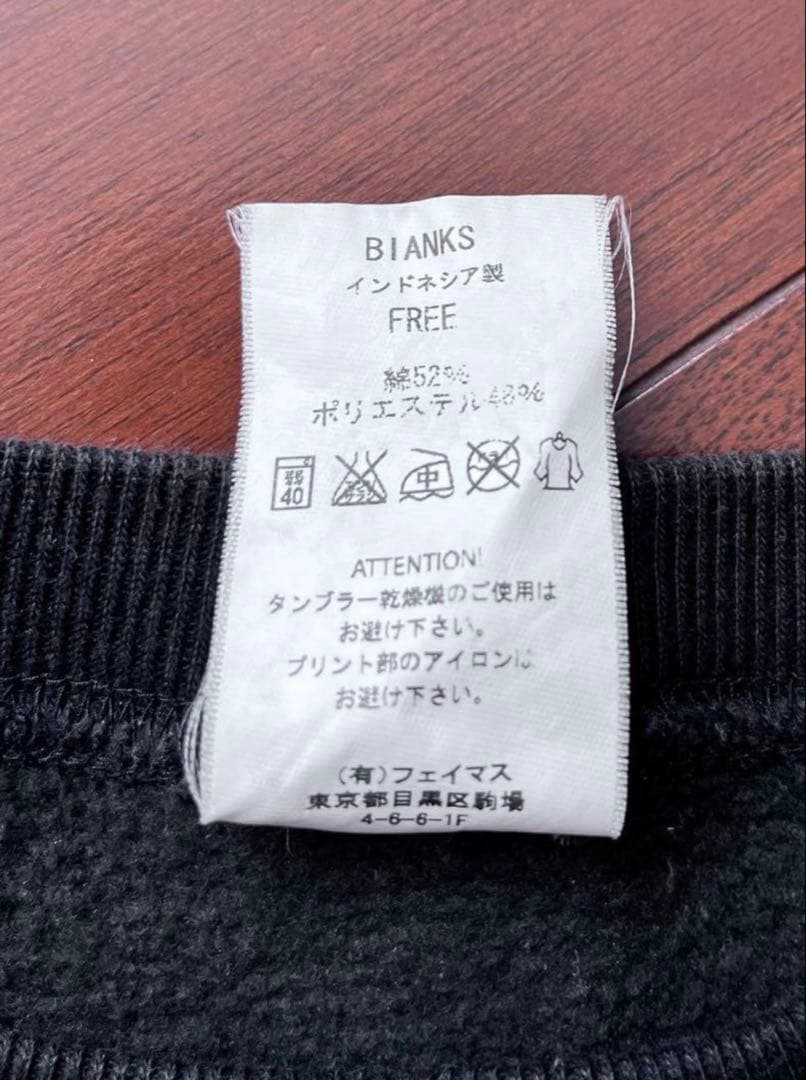 BIANKS
インドネシア製
FREE
綿52%
ポリエステル48%
弱
40
中
ATTENTION!
タンブラー乾燥機のご使用は
お避け下さい。
プリント部のアイロンは
お避け下さい。
(有)フェイマス
東京都目黒区駒場
4-6-6-1F